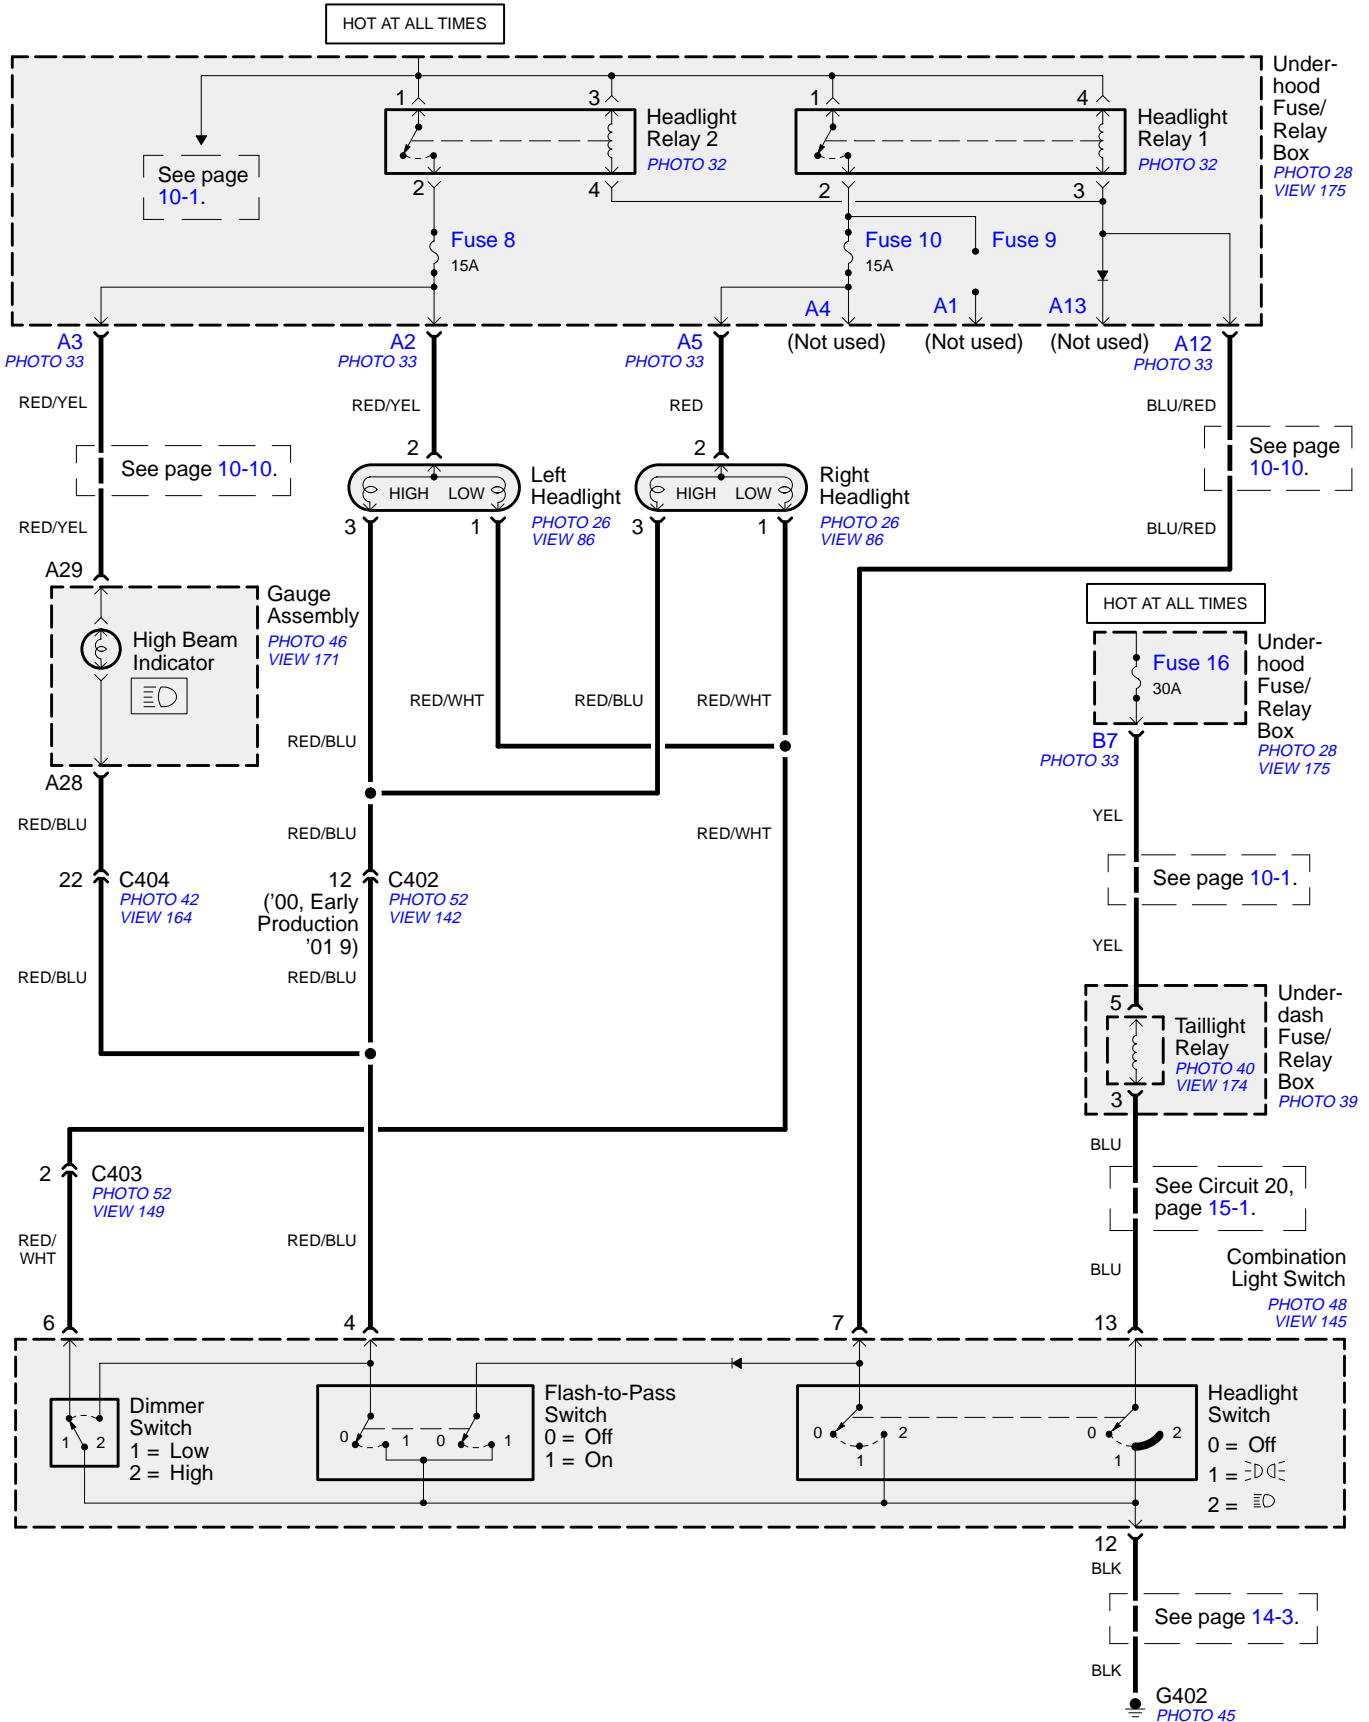 HOT AT ALL TIMES
Under-
hood
Fuse/
Relay
Box
PHOTO 28
VIEW 175
1
3
Headlight
Relay 2
PHOTO 32
1
4
Headlight
Relay 1
PHOTO 32
See page
10-1.
2
4
2
3
Fuse 8
15A
Fuse 10
15A
Fuse 9
A4
A1
A13
A3
PHOTO 33
A2
PHOTO 33
A5
PHOTO 33
(Not used)
(Not used)
(Not used)
A12
PHOTO 33
RED/YEL
RED/YEL
RED
BLU/RED
See page 10-10.
See page
10-10.
2
HIGH
LOW
Left
Headlight
PHOTO 26
VIEW 86
3
1
2
HIGH
LOW
Right
Headlight
PHOTO 26
VIEW 86
3
1
RED/YEL
BLU/RED
A29
Gauge
Assembly
PHOTO 46
VIEW 171
High Beam
Indicator
A28
HOT AT ALL TIMES
Fuse 16
30A
Under-
hood
Fuse/
Relay
Box
PHOTO 28
VIEW 175
B7
PHOTO 33
RED/WHT
RED/BLU
RED/WHT
RED/BLU
RED/BLU
RED/BLU
RED/WHT
YEL
22
C404
PHOTO 42
VIEW 164
12
('00, Early
Production
'01 9)
C402
PHOTO 52
VIEW 142
See page 10-1.
YEL
RED/BLU
RED/BLU
5
Taillight
Relay
PHOTO 40
VIEW 174
3
Under-
dash
Fuse/
Relay
Box
PHOTO 39
BLU
2
C403
PHOTO 52
VIEW 149
See Circuit 20,
page 15-1.
RED/
WHT
RED/BLU
BLU
Combination
Light Switch
PHOTO 48
VIEW 145
6
4
7
13
1
2
Dimmer
Switch
1 = Low
2 = High
0
1
0
1
Flash-to-Pass
Switch
0 = Off
1 = On
0
1
2
0
1
2
Headlight
Switch
0 = Off
1 =
2 =
12
BLK
See page 14-3.
BLK
G402
PHOTO 45